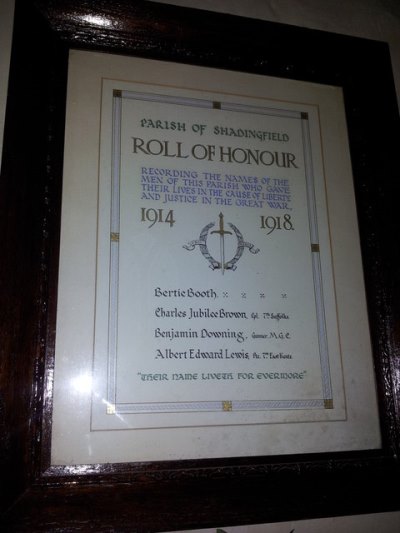 PARISH OF SHADINGFIELD
ROLL OF HONOUR
RECORDING THE NAMES OF THE
MEN OF THIS PARISH WHO GAVE
THEIR LIVES IN THE CAUSE OF LIBERTY
AND JUSTICE IN THE GREAT WAR,
1914 1918.
Bertie Booth,
Charles Jubilee Brown, Cpl. 7th Suffolks
Benjamin Downing, Gunner, M.G.C.
Albert Edward Lewis, Pte. 7th East Kents
"THEIR NAME LIVETH FOR EVERMORE"